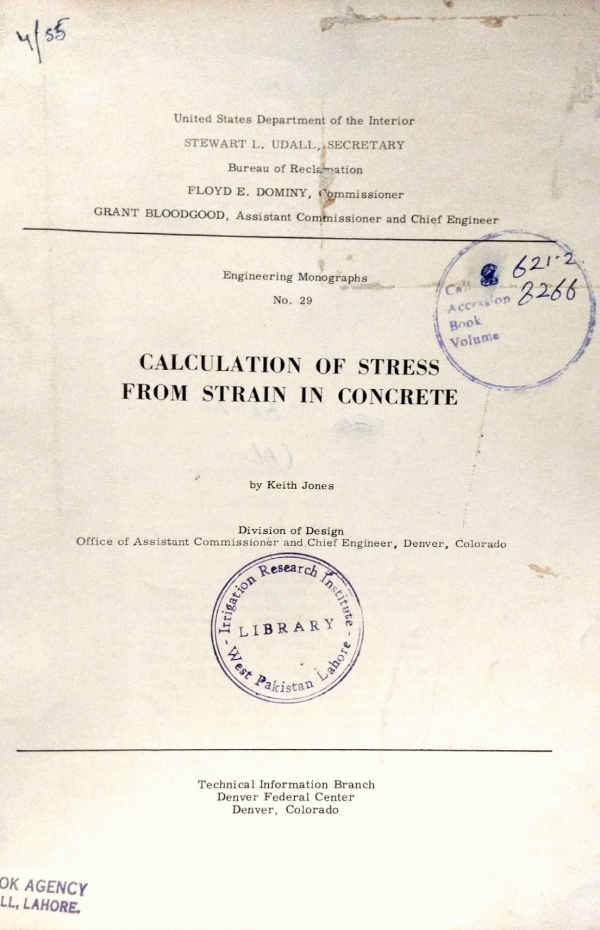 4/55
United States Department of the Interior
STEWART L. UDALL, SECRETARY
Bureau of Reclamation
FLOYD E. DOMINY, Commissioner
GRANT BLOODGOOD, Assistant Commissioner and Chief Engineer
Engineering Monographs
No. 29
Call 621.2
Accession 3266
Book
Volume
CALCULATION OF STRESS
FROM STRAIN IN CONCRETE
by Keith Jones
Division of Design
Office of Assistant Commissioner and Chief Engineer, Denver, Colorado
Irrigation Research Institute
LIBRARY
West Pakistan Lahore
Technical Information Branch
Denver Federal Center
Denver, Colorado
OK AGENCY
LL, LAHORE.